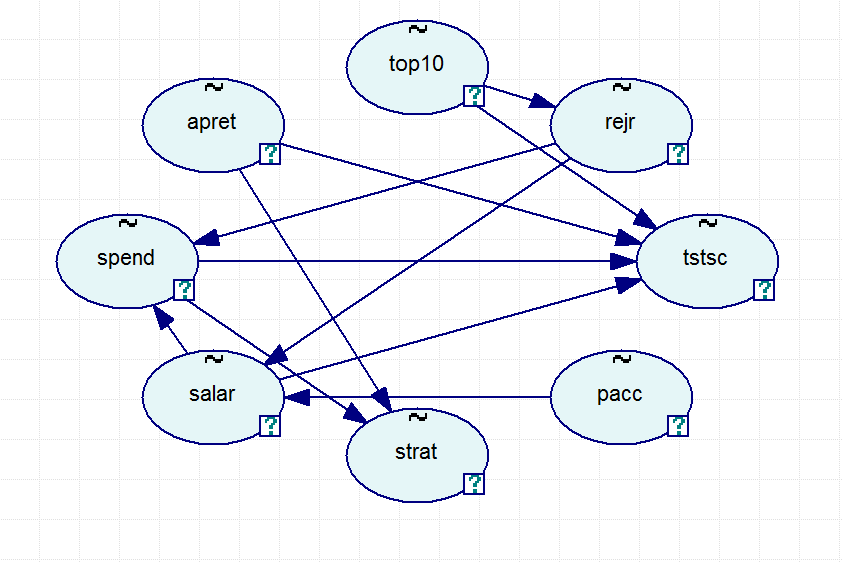 ~
top10
?
~
apret
?
~
rejr
?
~
spend
?
~
tstsc
?
~
salar
?
~
pacc
?
~
strat
?